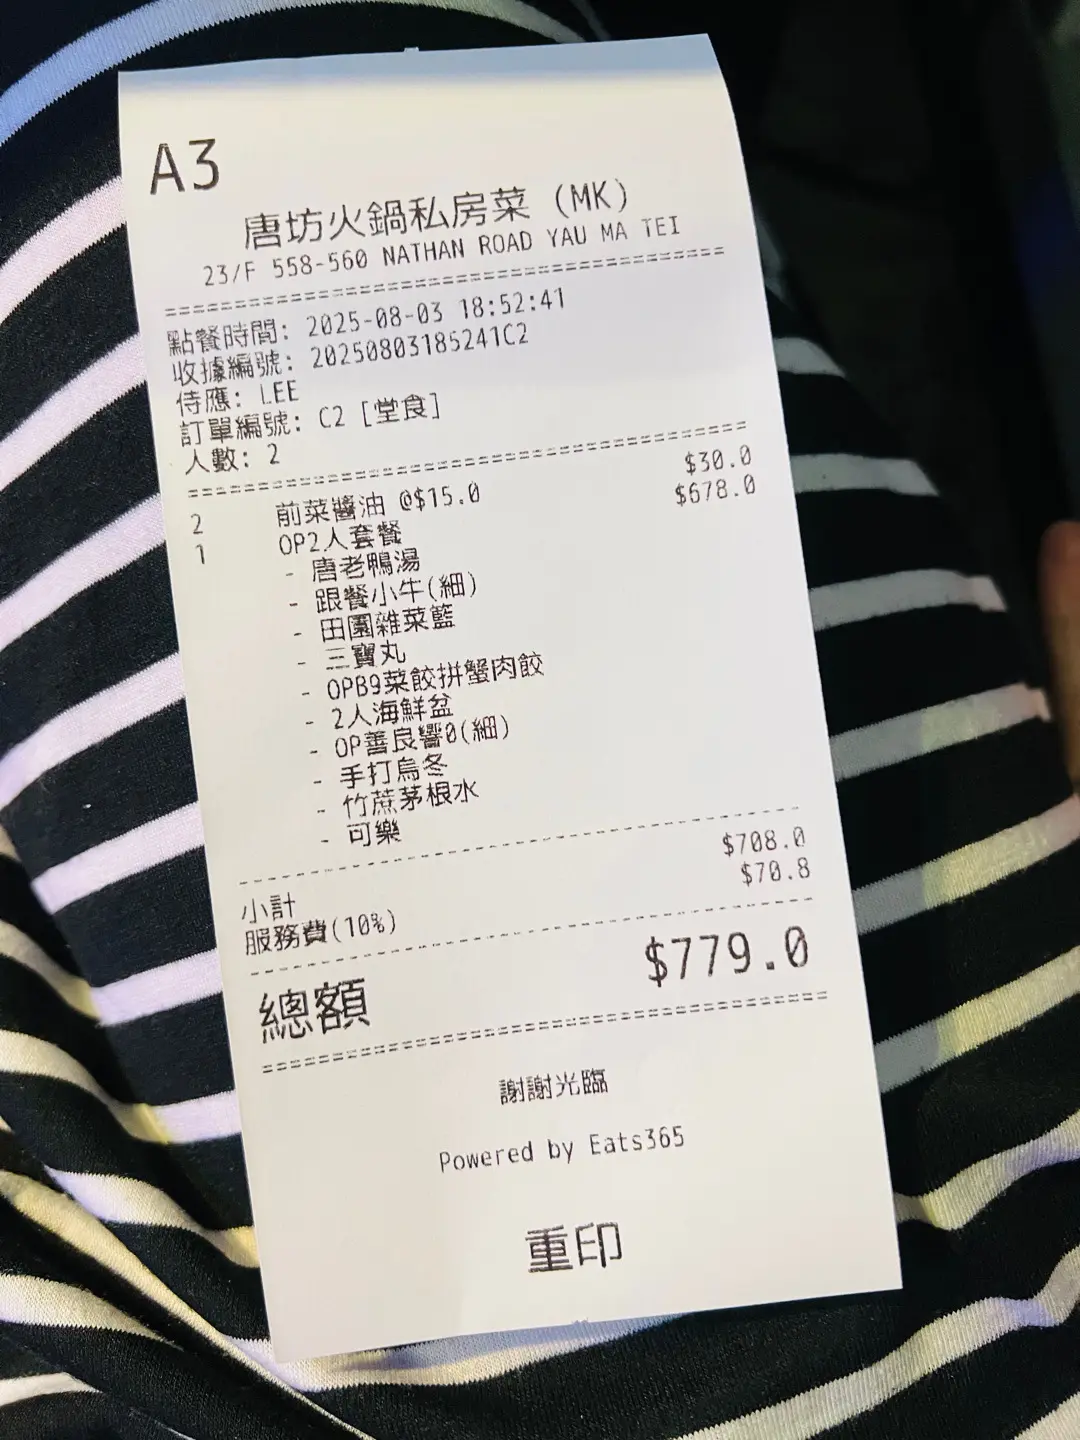 A3
唐坊火鍋私房菜 (MK)
23/F 558-560 NATHAN ROAD YAU MA TEI
點餐時間: 2025-08-03 18:52:41
收據編號: 20250803185241C2
侍應: LEE
訂單編號: C2 [堂食]
人數: 2
2 前菜醬油 @$15.0 $30.0
1 OP2人套餐 $678.0
- 唐老鴨湯
- 跟餐小牛(細)
- 田園雜菜籃
- 三寶丸
- OPB9菜餃拼蟹肉餃
- 2人海鮮盆
- OP善良響0(細)
- 手打烏冬
- 竹蔗茅根水
- 可樂
小計 $708.0
服務費(10%) $70.8
總額 $779.0
謝謝光臨
Powered by Eats365
重印